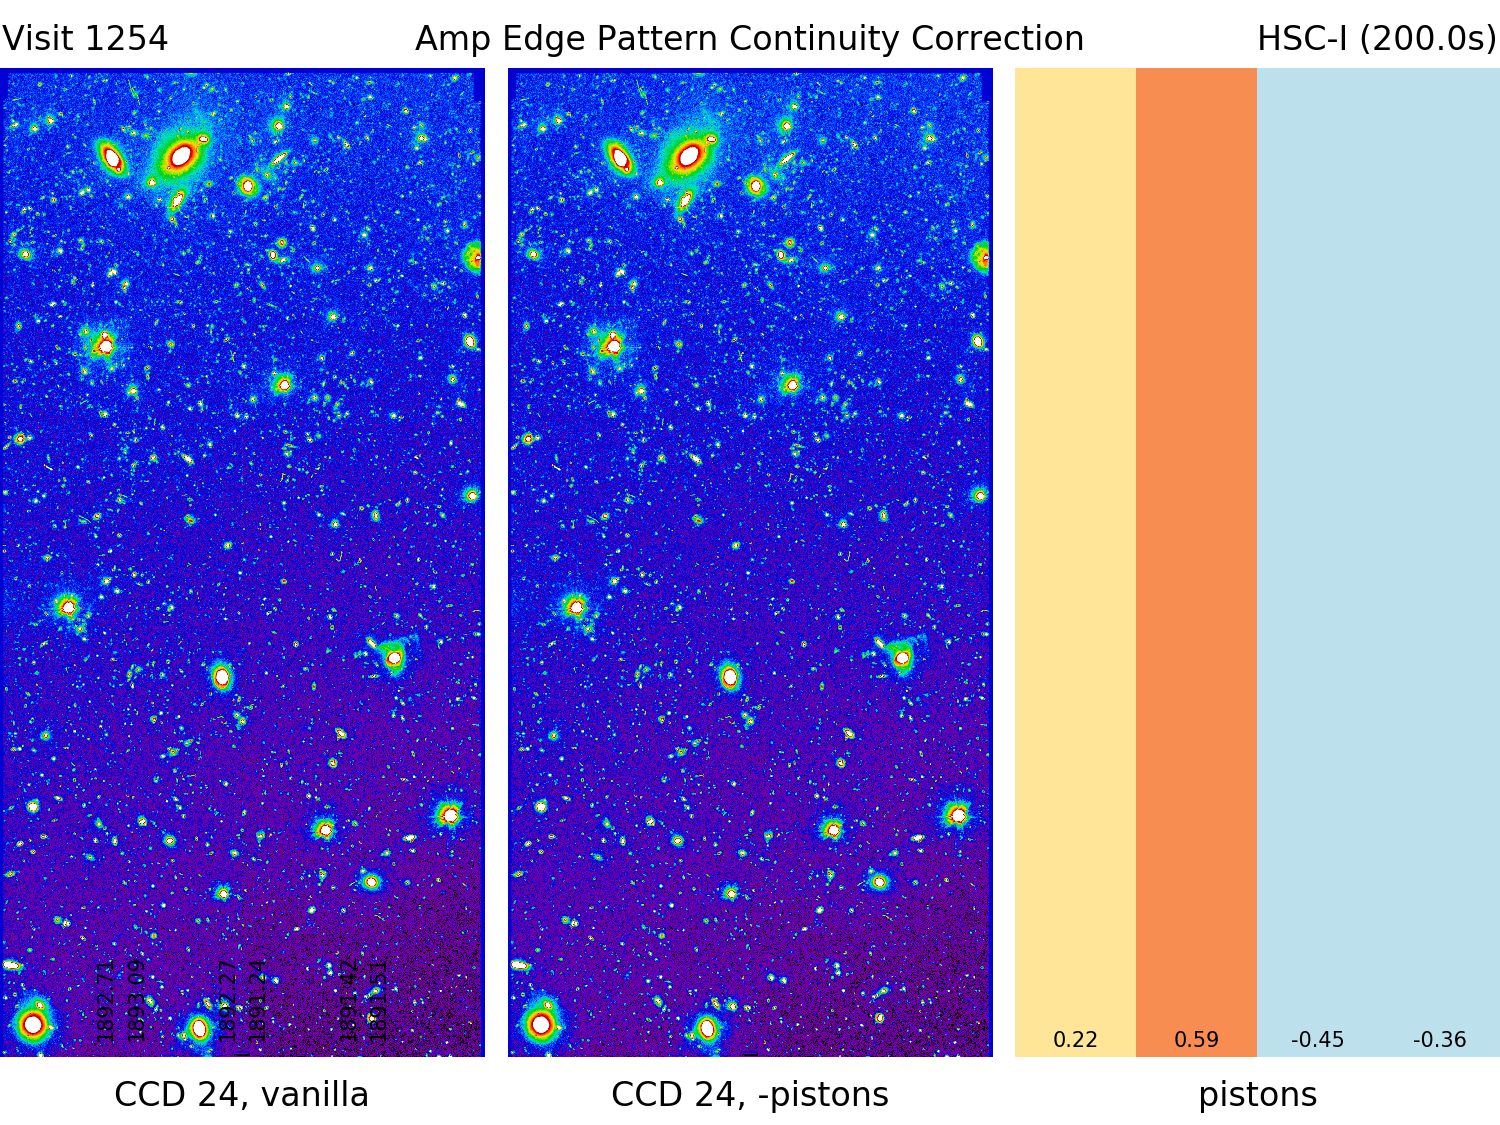 Visit 1254
Amp Edge Pattern Continuity Correction
HSC-I (200.0s)
1892.71
1893.09
1892.27
1891.24
1891.42
1891.51
0.22
0.59
-0.45
-0.36
CCD 24, vanilla
CCD 24, -pistons
pistons